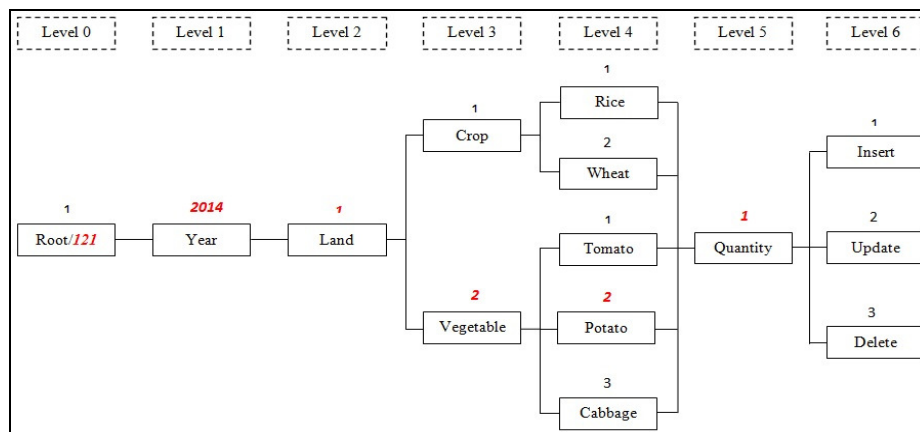 Level 0 Level 1 Level 2 Level 3 Level 4 Level 5 Level 6
1
Rice
1
Crop
2
Wheat
1
Insert
1
Root/121
2014
Year
1
Land
1
Tomato
1
Quantity
2
Update
2
Vegetable
2
Potato
3
Delete
3
Cabbage